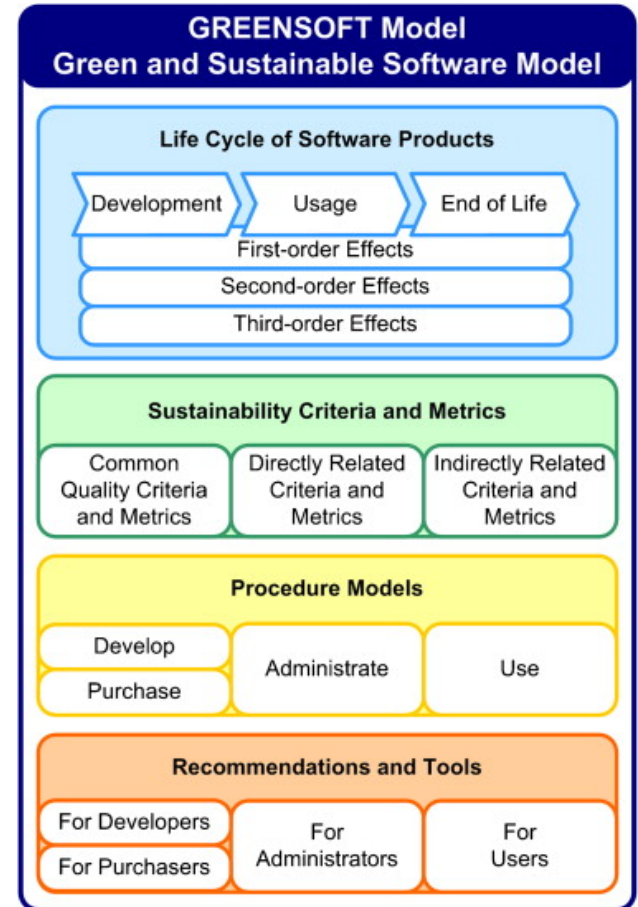 GREENSOFT Model
Green and Sustainable Software Model
Life Cycle of Software Products
Development
Usage
End of Life
First-order Effects
Second-order Effects
Third-order Effects
Sustainability Criteria and Metrics
Common
Quality Criteria
and Metrics
Directly Related
Criteria and
Metrics
Indirectly Related
Criteria and
Metrics
Procedure Models
Develop
Purchase
Administrate
Use
Recommendations and Tools
For Developers
For Purchasers
For
Administrators
For
Users